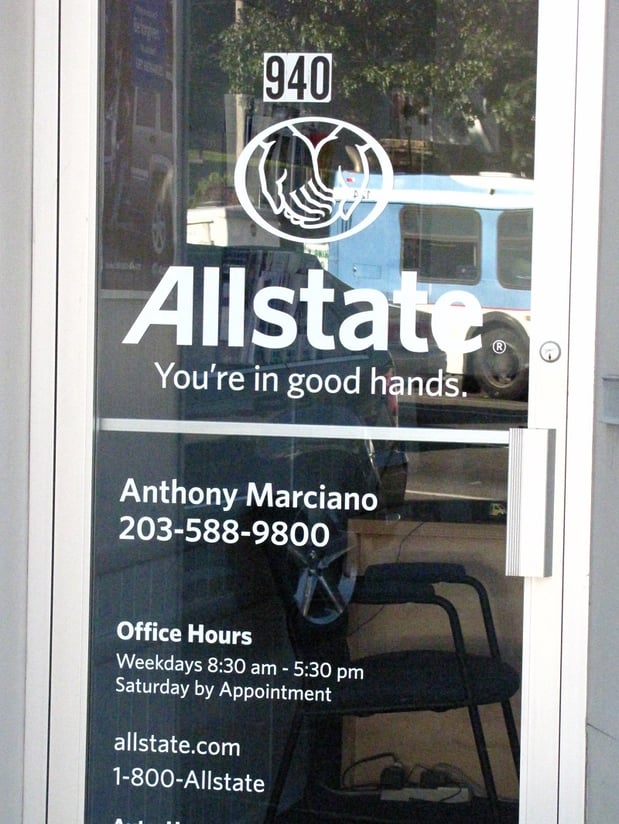 940
Allstate®
You're in good hands.
Anthony Marciano
203-588-9800
Office Hours
Weekdays 8:30 am - 5:30 pm
Saturday by Appointment
allstate.com
1-800-Allstate